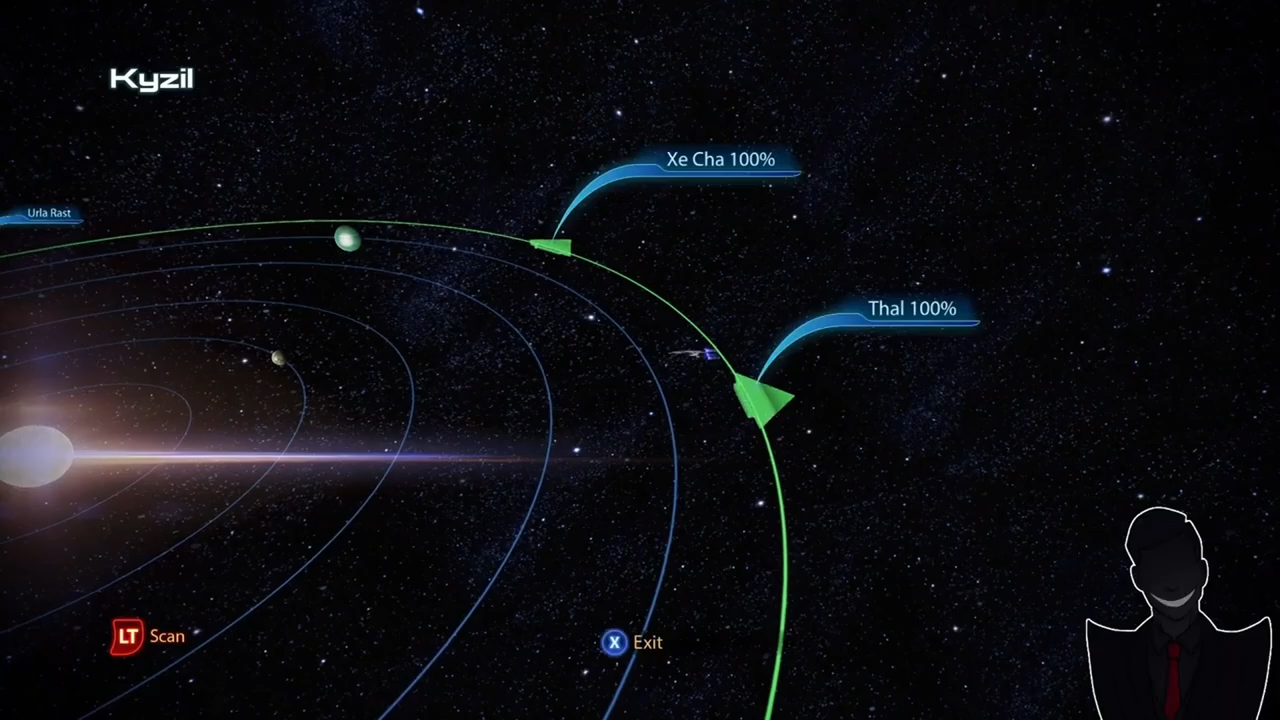 Kyzil
Xe Cha 100%
Urla Rast
Thal 100%
LT Scan
X Exit